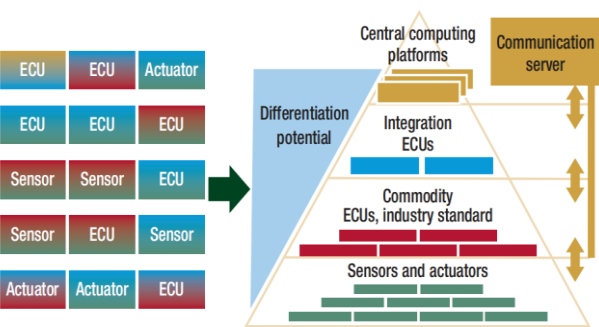 ECU ECU Actuator
ECU ECU ECU
Sensor Sensor ECU
Sensor ECU Sensor
Actuator Actuator ECU
Differentiation
potential
Central computing
platforms
Integration
ECUs
Commodity
ECUs, industry standard
Sensors and actuators
Communication
server